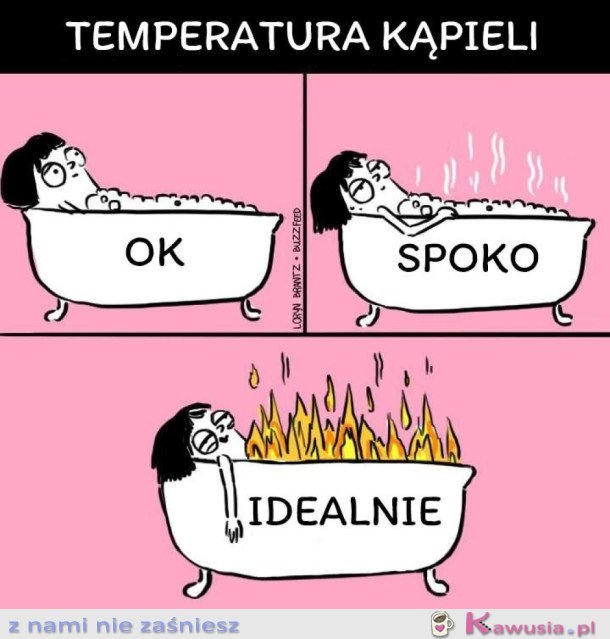 TEMPERATURA KĄPIELI
OK
LORYN BRANTZ • BUZZFEED
SPOKO
IDEALNIE
z nami nie zaśniesz
Kawusia.pl